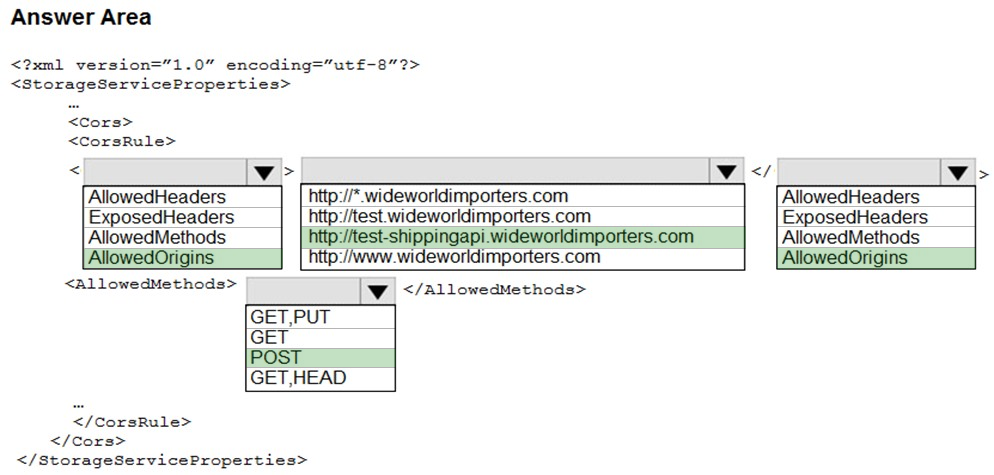 Answer Area
<?xml version=”1.0” encoding=”utf-8”?>
<StorageServiceProperties>
…
<Cors>
<CorsRule>
< > </ >
AllowedHeaders
ExposedHeaders
AllowedMethods
AllowedOrigins
http://*.wideworldimporters.com
http://test.wideworldimporters.com
http://test-shippingapi.wideworldimporters.com
http://www.wideworldimporters.com
AllowedHeaders
ExposedHeaders
AllowedMethods
AllowedOrigins
<AllowedMethods> </AllowedMethods>
GET,PUT
GET
POST
GET,HEAD
…
</CorsRule>
</Cors>
</StorageServiceProperties>